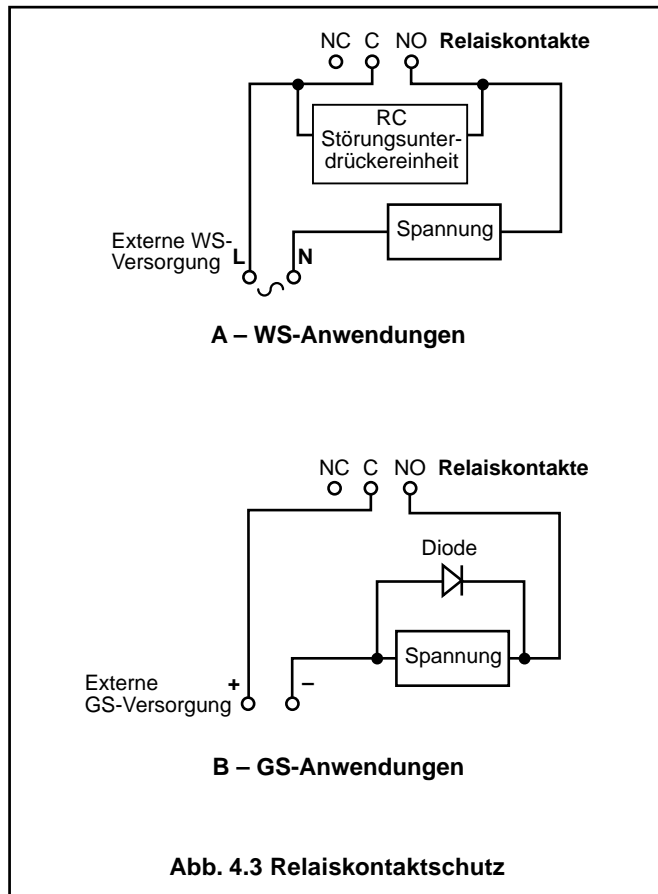 NC C NO Relaiskontakte
RC
Störungsunter-
drückereinheit
Spannung
Externe WS-
Versorgung
L N
A – WS-Anwendungen
NC C NO Relaiskontakte
Diode
Spannung
Externe
GS-Versorgung
+ –
B – GS-Anwendungen
Abb. 4.3 Relaiskontaktschutz